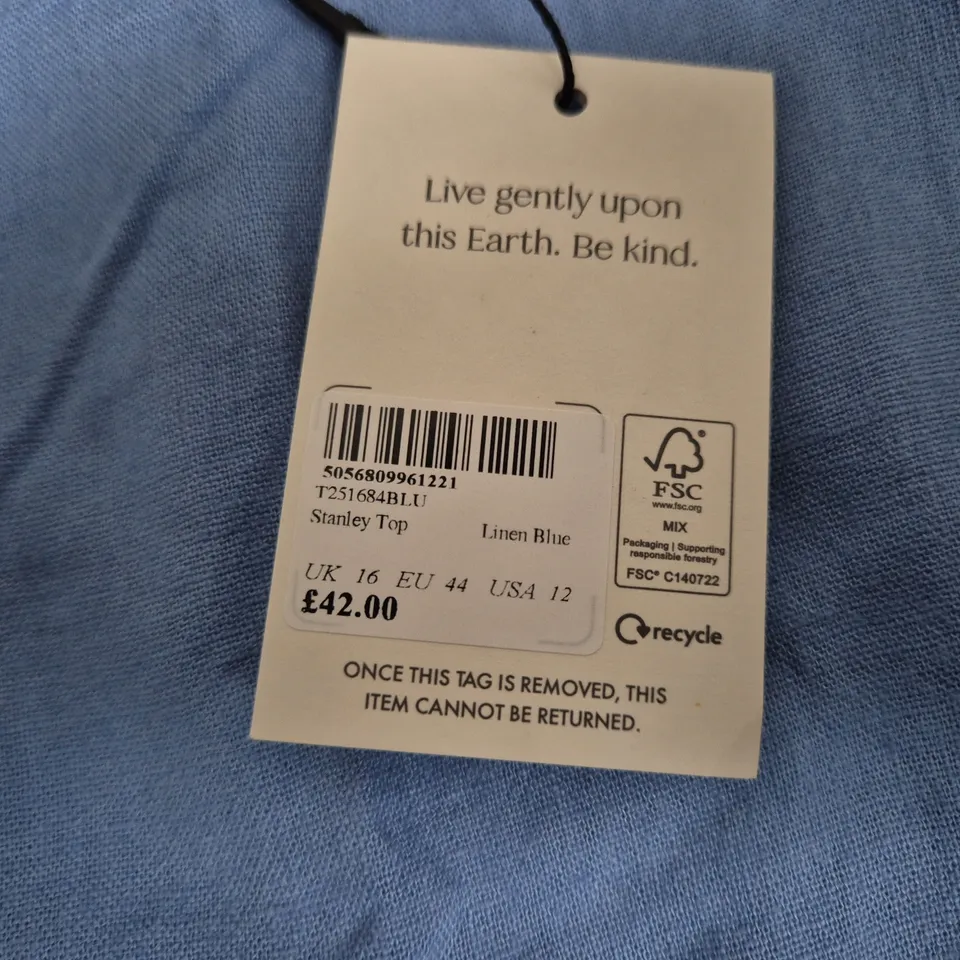 Live gently upon
this Earth. Be kind.
5056809961221
T251684BLU
Stanley Top Linen Blue
UK 16 EU 44 USA 12
£42.00
FSC
www.fsc.org
MIX
Packaging | Supporting
responsible forestry
FSC® C140722
recycle
ONCE THIS TAG IS REMOVED, THIS
ITEM CANNOT BE RETURNED.